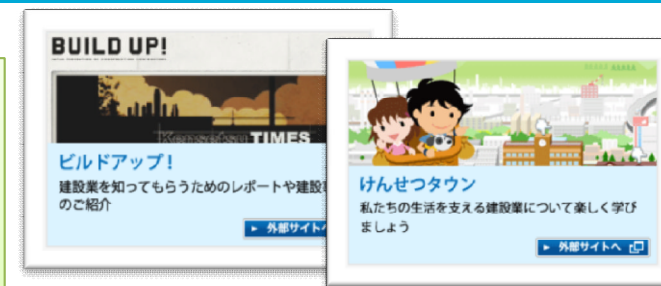 BUILD UP!
Kensetsu TIMES
ビルドアップ！
建設業を知ってもらうためのレポートや建設
のご紹介
► 外部サイトへ
けんせつタウン
私たちの生活を支える建設業について楽しく学び
ましょう
► 外部サイトへ